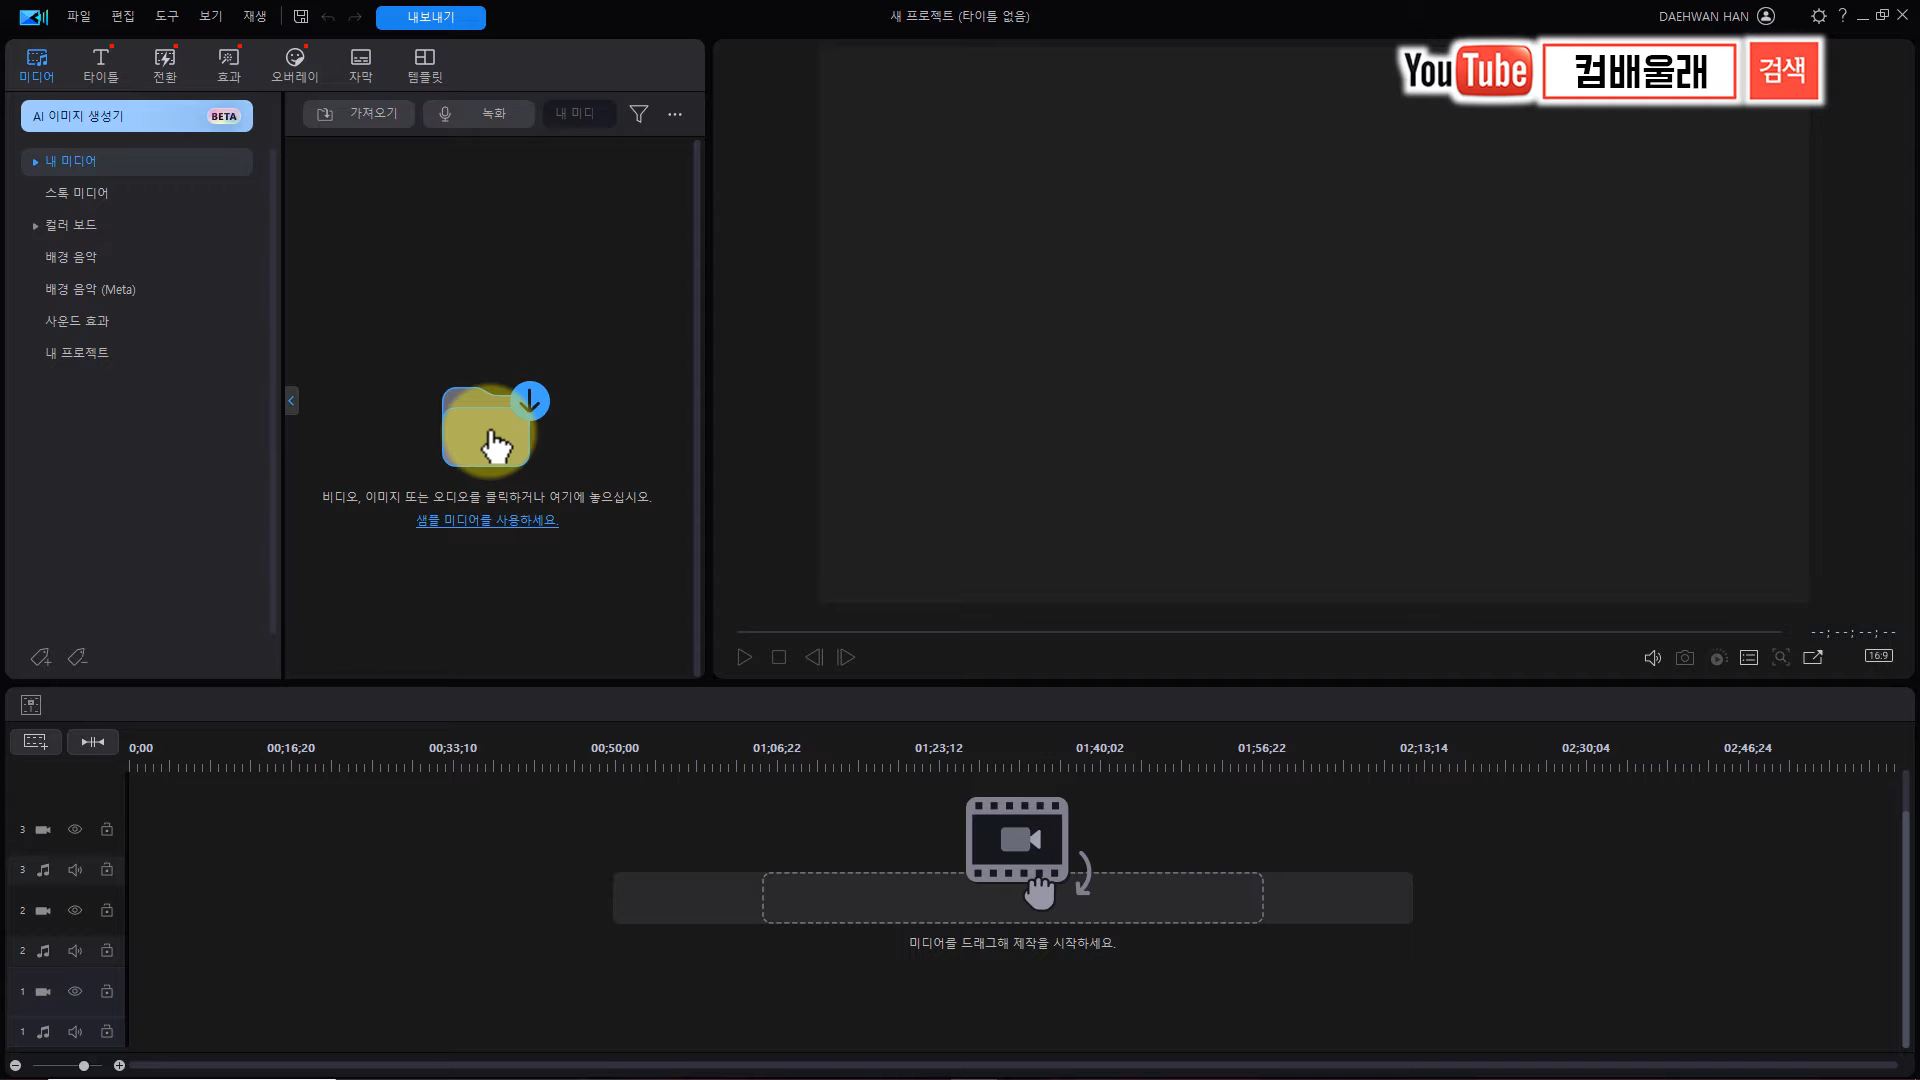 파일 편집 도구 보기 재생 내보내기 새 프로젝트 (타이틀 없음) DAEHWAN HAN ?
미디어 타이틀 전환 효과 오버레이 자막 템플릿
YouTube 컴배울래 검색
AI 이미지 생성기 BETA
가져오기 녹화 내 미디
내 미디어
스톡 미디어
컬러 보드
배경 음악
배경 음악 (Meta)
사운드 효과
내 프로젝트
비디오, 이미지 또는 오디오를 클릭하거나 여기에 놓으십시오.
샘플 미디어를 사용하세요.
--;--;--;--
16:9
0;00 00;16;20 00;33;10 00;50;00 01;06;22 01;23;12 01;40;02 01;56;22 02;13;14 02;30;04 02;46;24
3
3
2
2
1
1
미디어를 드래그해 제작을 시작하세요.